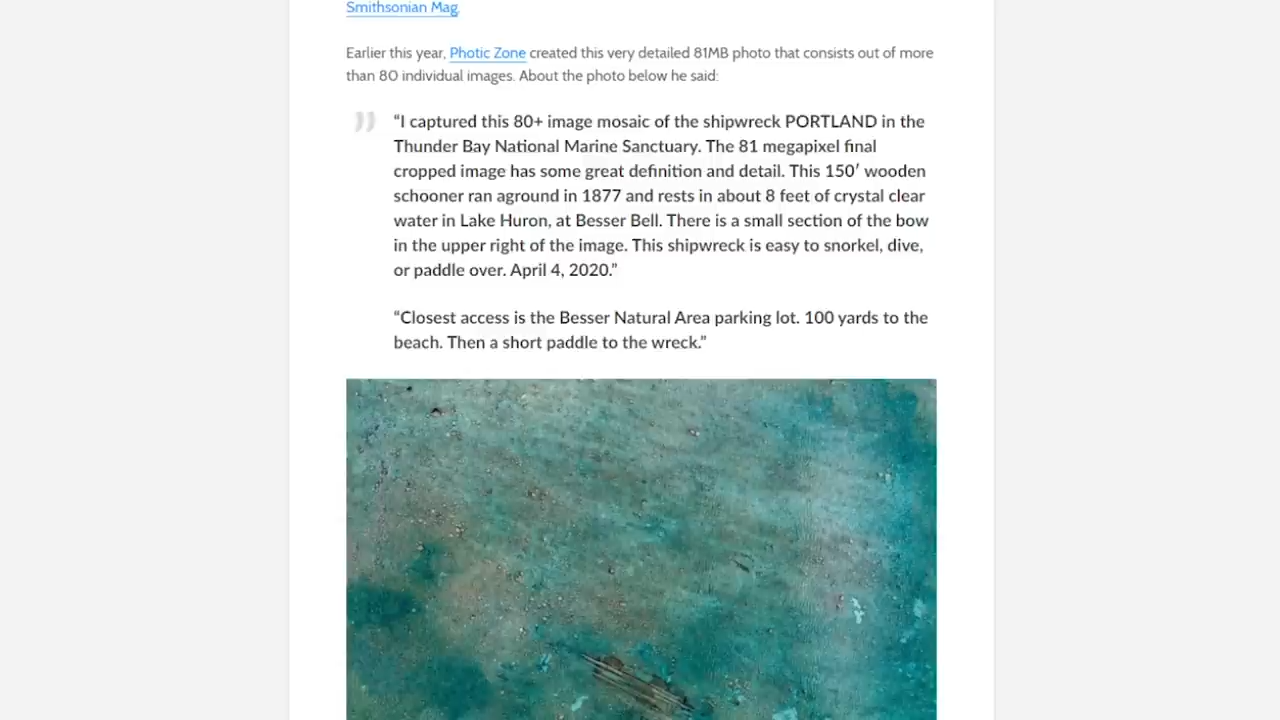 Smithsonian Mag.
Earlier this year, Photic Zone created this very detailed 81MB photo that consists out of more
than 80 individual images. About the photo below he said:
”
“I captured this 80+ image mosaic of the shipwreck PORTLAND in the
Thunder Bay National Marine Sanctuary. The 81 megapixel final
cropped image has some great definition and detail. This 150′ wooden
schooner ran aground in 1877 and rests in about 8 feet of crystal clear
water in Lake Huron, at Besser Bell. There is a small section of the bow
in the upper right of the image. This shipwreck is easy to snorkel, dive,
or paddle over. April 4, 2020.”
“Closest access is the Besser Natural Area parking lot. 100 yards to the
beach. Then a short paddle to the wreck.”